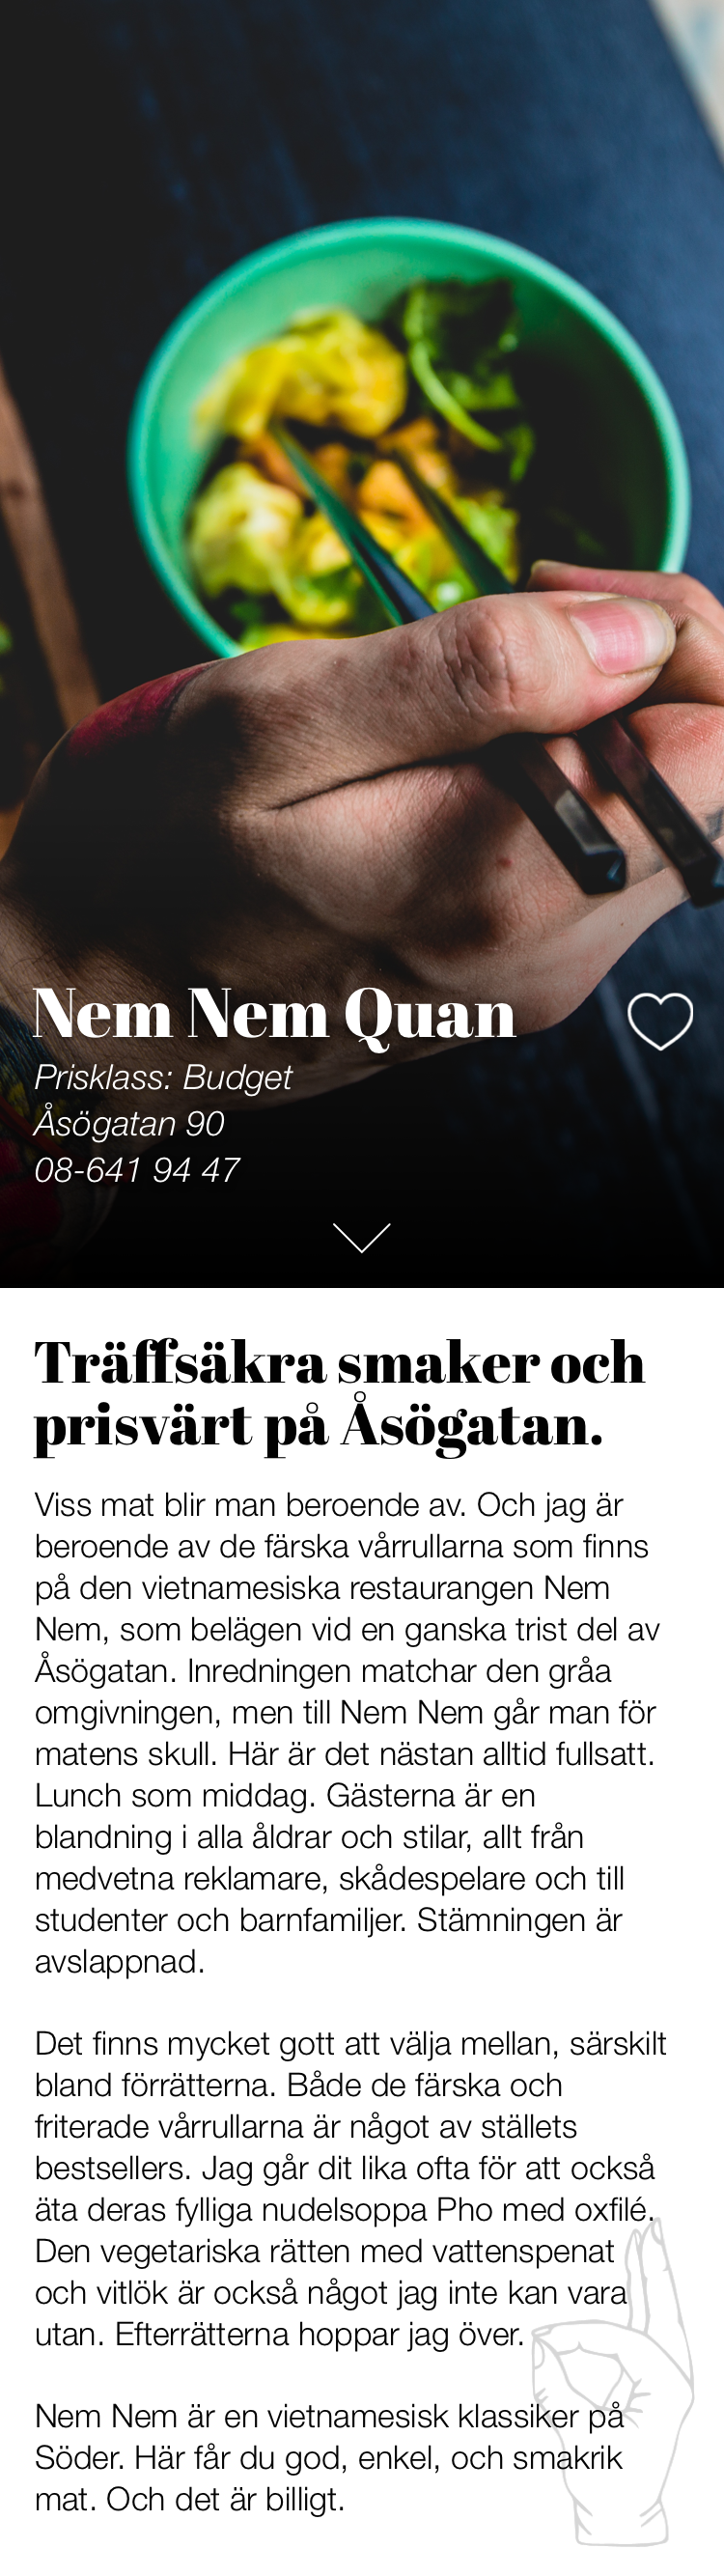 Nem Nem Quan
Prisklass: Budget
Åsögatan 90
08-641 94 47
Träffsäkra smaker och
prisvärt på Åsögatan.
Viss mat blir man beroende av. Och jag är
beroende av de färska vårrullarna som finns
på den vietnamesiska restaurangen Nem
Nem, som belägen vid en ganska trist del av
Åsögatan. Inredningen matchar den gråa
omgivningen, men till Nem Nem går man för
matens skull. Här är det nästan alltid fullsatt.
Lunch som middag. Gästerna är en
blandning i alla åldrar och stilar, allt från
medvetna reklamare, skådespelare och till
studenter och barnfamiljer. Stämningen är
avslappnad.
Det finns mycket gott att välja mellan, särskilt
bland förrätterna. Både de färska och
friterade vårrullarna är något av ställets
bestsellers. Jag går dit lika ofta för att också
äta deras fylliga nudelsoppa Pho med oxfilé.
Den vegetariska rätten med vattenspenat
och vitlök är också något jag inte kan vara
utan. Efterrätterna hoppar jag över.
Nem Nem är en vietnamesisk klassiker på
Söder. Här får du god, enkel, och smakrik
mat. Och det är billigt.